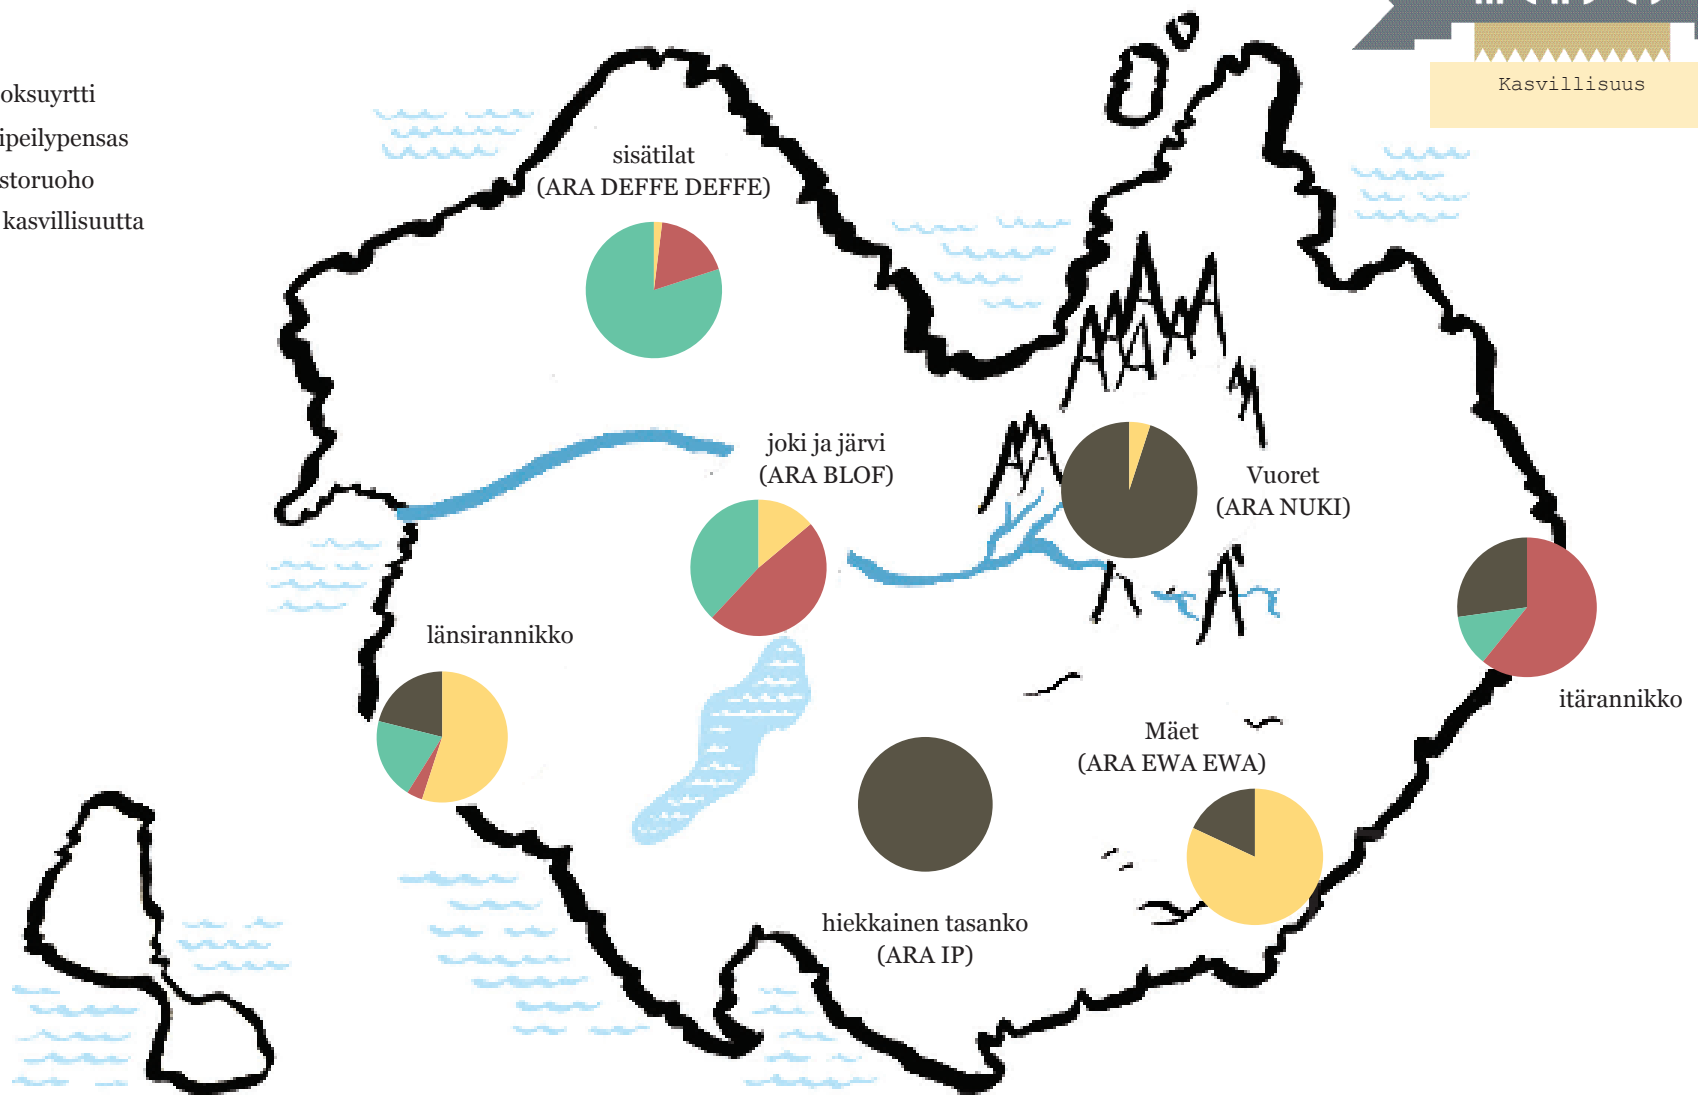 Kasvillisuus
oksuyrtti
ipeilypensas
storuoho
kasvillisuutta
sisätilat
(ARA DEFFE DEFFE)
joki ja järvi
(ARA BLOF)
Vuoret
(ARA NUKI)
länsirannikko
itärannikko
Mäet
(ARA EWA EWA)
hiekkainen tasanko
(ARA IP)